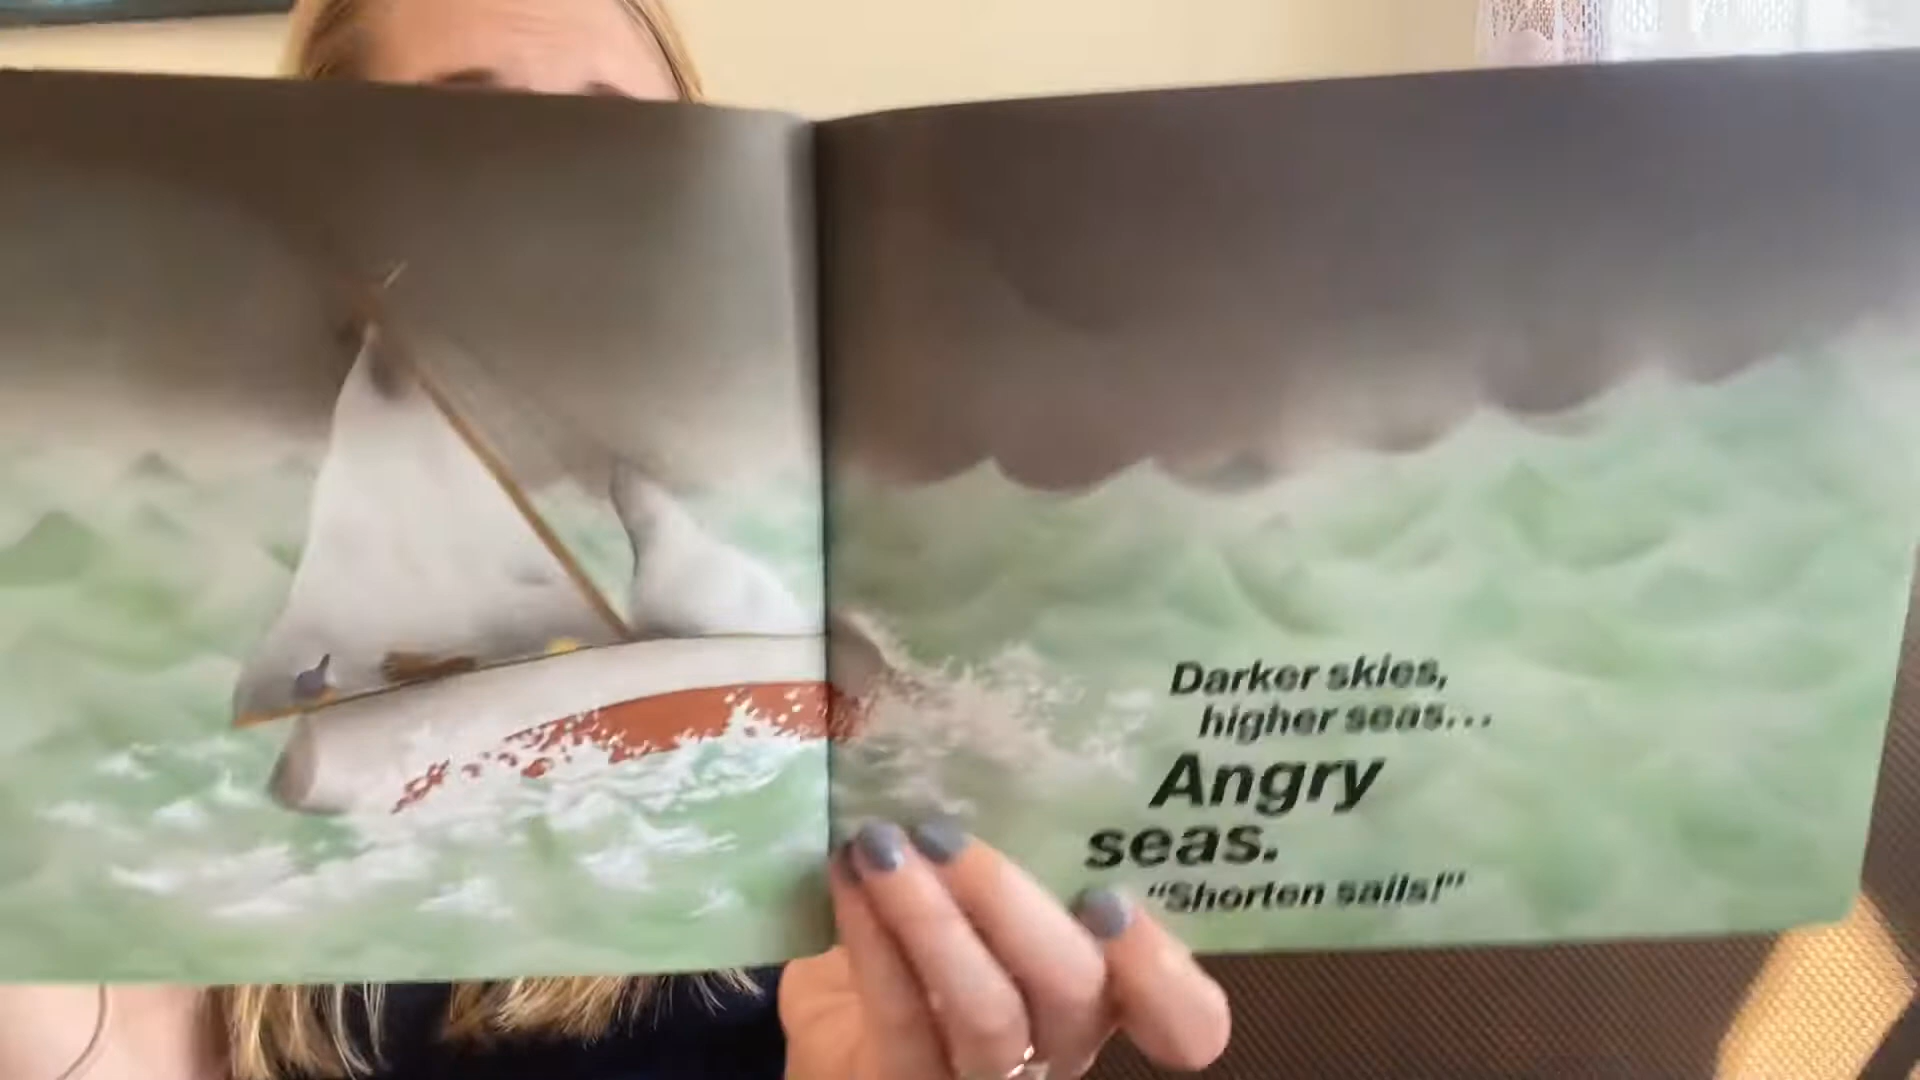 Darker skies,
higher seas...
Angry
seas.
"Shorten sails!"